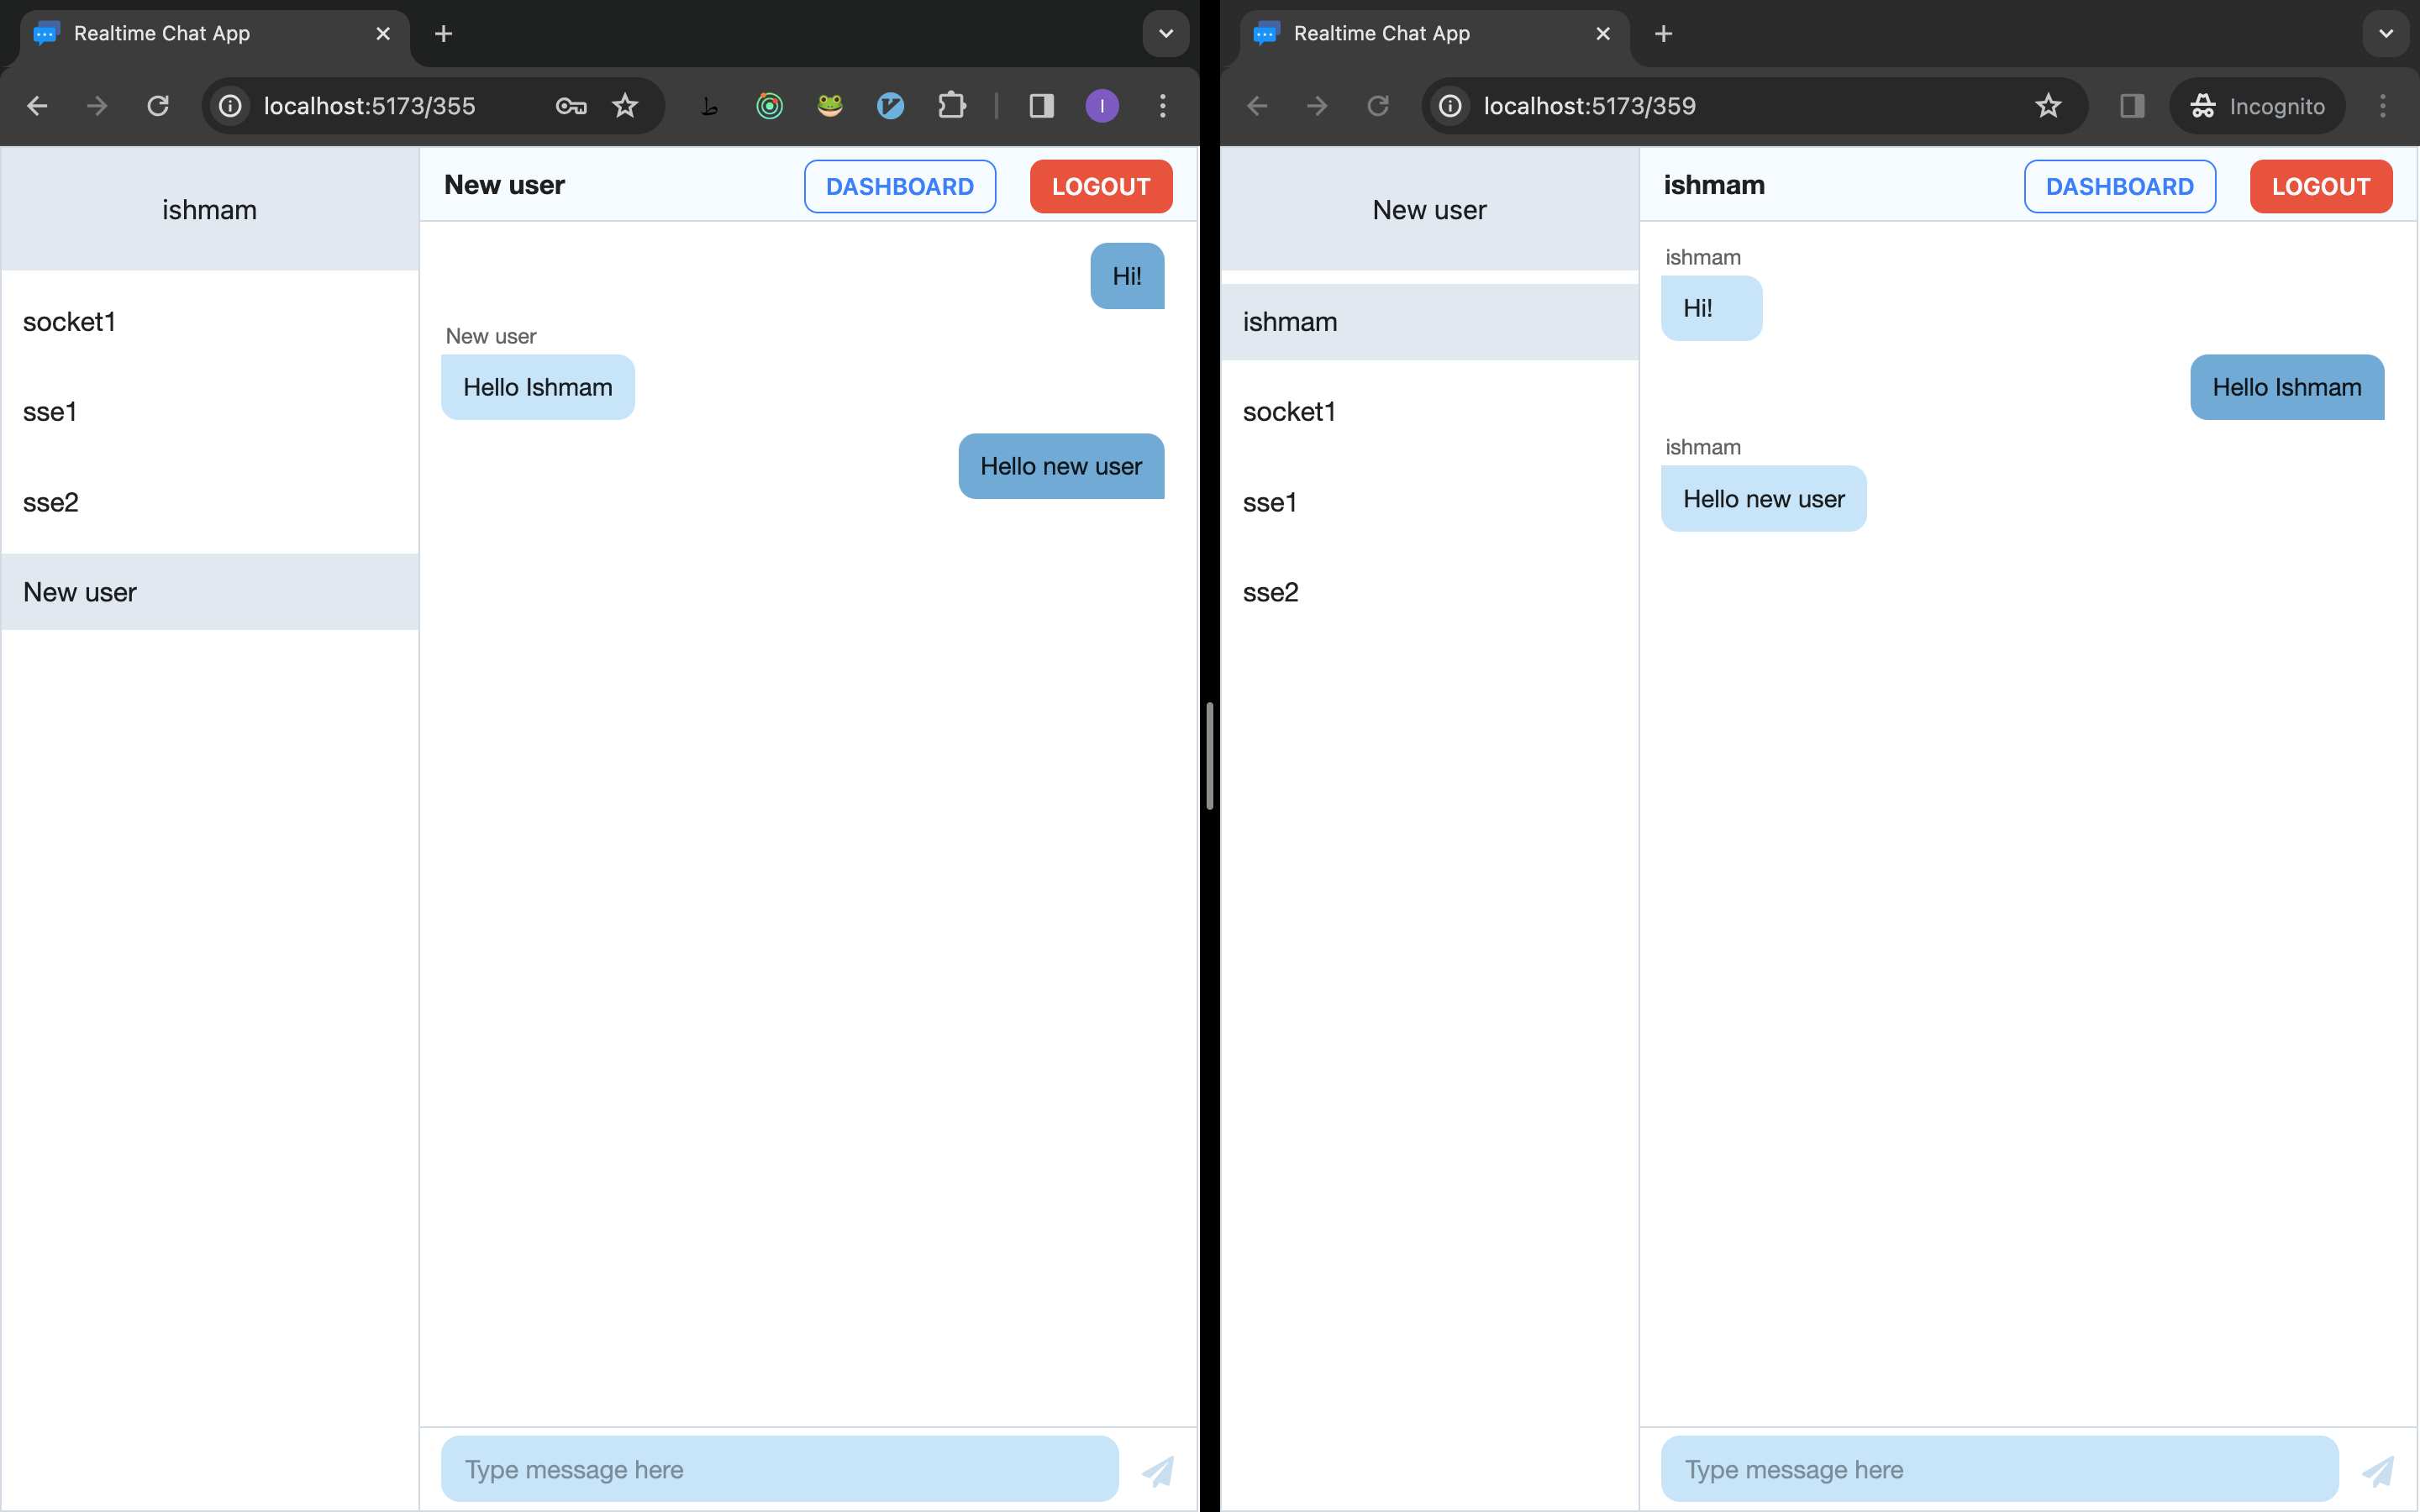 Realtime Chat App
localhost:5173/355
ط
I
ishmam
socket1
sse1
sse2
New user
New user
DASHBOARD
LOGOUT
Hi!
New user
Hello Ishmam
Hello new user
Type message here
Realtime Chat App
localhost:5173/359
Incognito
New user
ishmam
socket1
sse1
sse2
ishmam
DASHBOARD
LOGOUT
ishmam
Hi!
Hello Ishmam
ishmam
Hello new user
Type message here